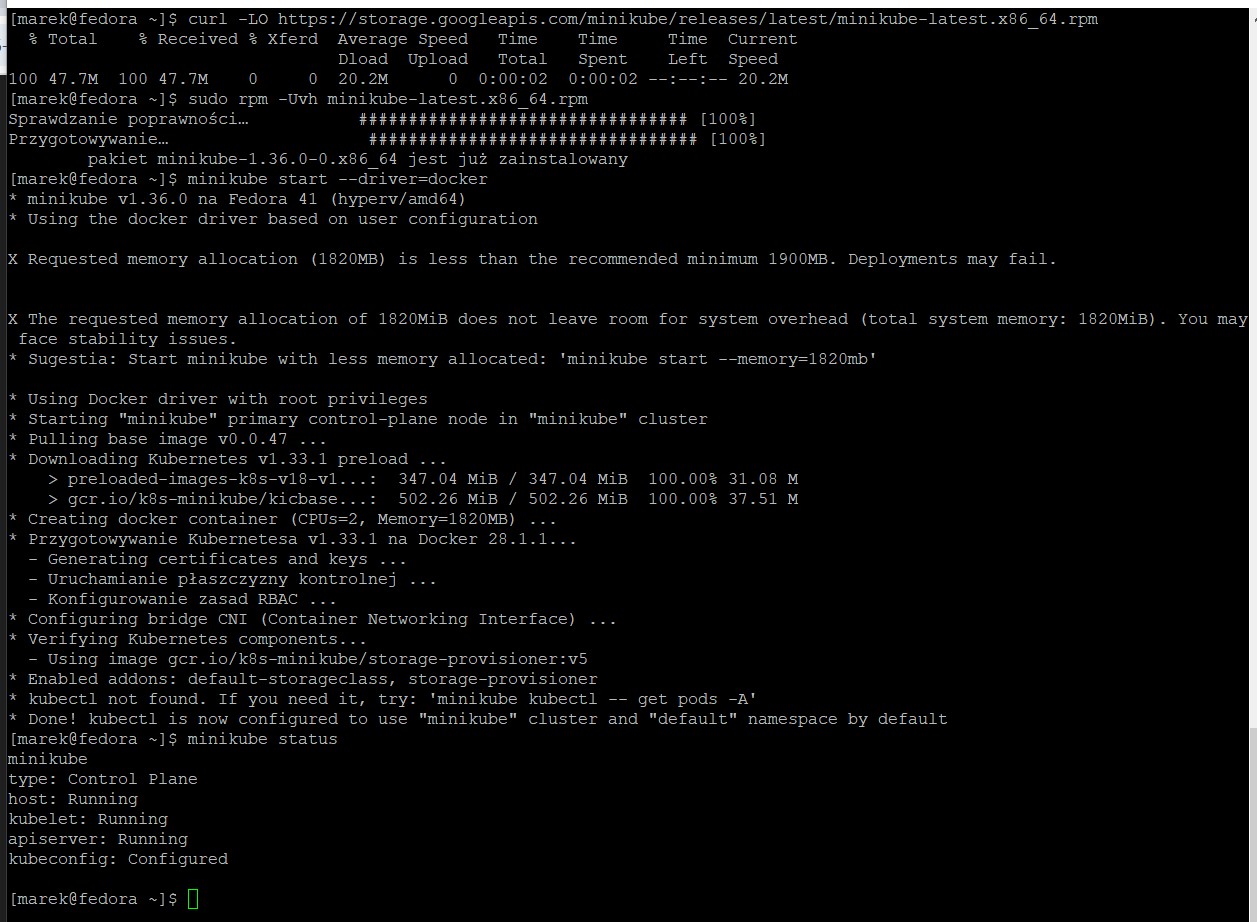 [marek@fedora ~]$ curl -LO https://storage.googleapis.com/minikube/releases/latest/minikube-latest.x86_64.rpm
  % Total    % Received % Xferd  Average Speed   Time    Time     Time  Current
                                 Dload  Upload   Total   Spent    Left  Speed
100 47.7M  100 47.7M    0     0  20.2M      0  0:00:02  0:00:02 --:--:-- 20.2M
[marek@fedora ~]$ sudo rpm -Uvh minikube-latest.x86_64.rpm
Sprawdzanie poprawności…           ################################# [100%]
Przygotowywanie…                    ################################# [100%]
        pakiet minikube-1.36.0-0.x86_64 jest już zainstalowany
[marek@fedora ~]$ minikube start --driver=docker
* minikube v1.36.0 na Fedora 41 (hyperv/amd64)
* Using the docker driver based on user configuration
X Requested memory allocation (1820MB) is less than the recommended minimum 1900MB. Deployments may fail.
X The requested memory allocation of 1820MiB does not leave room for system overhead (total system memory: 1820MiB). You may
 face stability issues.
* Sugestia: Start minikube with less memory allocated: 'minikube start --memory=1820mb'
* Using Docker driver with root privileges
* Starting "minikube" primary control-plane node in "minikube" cluster
* Pulling base image v0.0.47 ...
* Downloading Kubernetes v1.33.1 preload ...
    > preloaded-images-k8s-v18-v1...:  347.04 MiB / 347.04 MiB  100.00% 31.08 M
    > gcr.io/k8s-minikube/kicbase...:  502.26 MiB / 502.26 MiB  100.00% 37.51 M
* Creating docker container (CPUs=2, Memory=1820MB) ...
* Przygotowywanie Kubernetesa v1.33.1 na Docker 28.1.1...
  - Generating certificates and keys ...
  - Uruchamianie płaszczyzny kontrolnej ...
  - Konfigurowanie zasad RBAC ...
* Configuring bridge CNI (Container Networking Interface) ...
* Verifying Kubernetes components...
  - Using image gcr.io/k8s-minikube/storage-provisioner:v5
* Enabled addons: default-storageclass, storage-provisioner
* kubectl not found. If you need it, try: 'minikube kubectl -- get pods -A'
* Done! kubectl is now configured to use "minikube" cluster and "default" namespace by default
[marek@fedora ~]$ minikube status
minikube
type: Control Plane
host: Running
kubelet: Running
apiserver: Running
kubeconfig: Configured
[marek@fedora ~]$